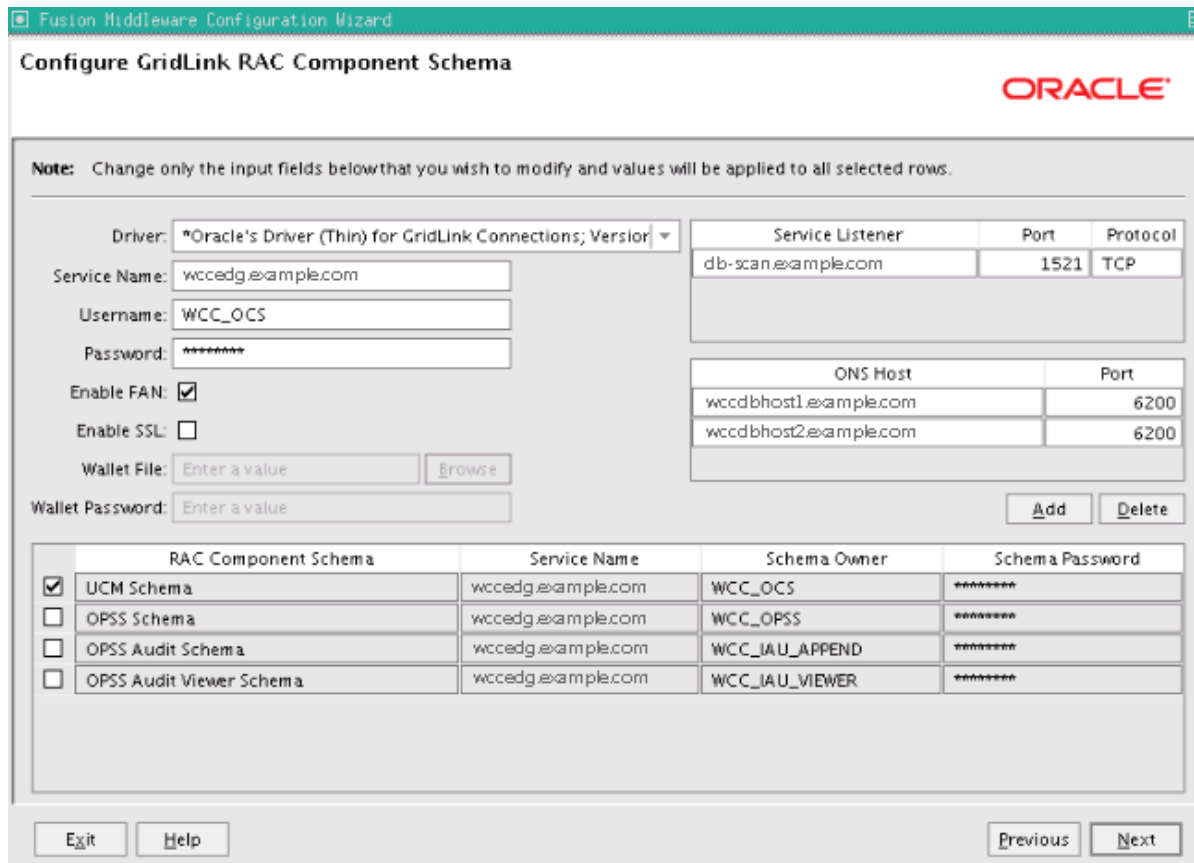 Fusion Middleware Configuration Wizard
Configure GridLink RAC Component Schema
ORACLE
Note: Change only the input fields below that you wish to modify and values will be applied to all selected rows.
Driver: *Oracle's Driver (Thin) for GridLink Connections; Version
Service Name: wccedg.example.com
Username: WCC_OCS
Password: ********
Enable FAN:
Enable SSL:
Wallet File: Enter a value Browse
Wallet Password: Enter a value
Service Listener Port Protocol
db-scan.example.com 1521 TCP
ONS Host Port
wccdbhost1.example.com 6200
wccdbhost2.example.com 6200
Add Delete
RAC Component Schema Service Name Schema Owner Schema Password
UCM Schema wccedg.example.com WCC_OCS ********
OPSS Schema wccedg.example.com WCC_OPSS ********
OPSS Audit Schema wccedg.example.com WCC_IAU_APPEND ********
OPSS Audit Viewer Schema wccedg.example.com WCC_IAU_VIEWER ********
Exit Help Previous Next